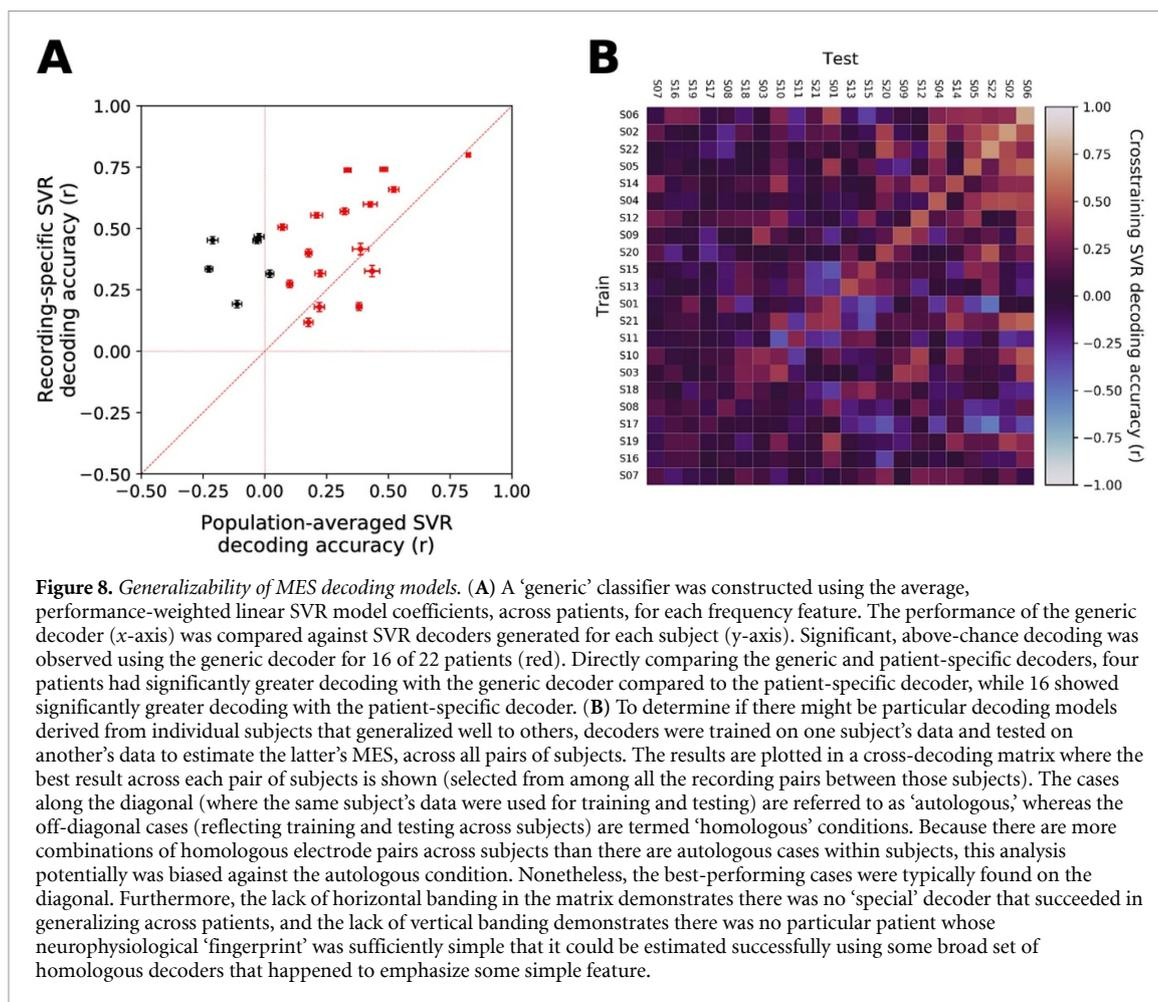 A
1.00
0.75
0.50
0.25
0.00
−0.25
−0.50
Recording-specific SVR
decoding accuracy (r)
−0.50 −0.25 0.00 0.25 0.50 0.75 1.00
Population-averaged SVR
decoding accuracy (r)
B
Test
S07 S16 S19 S17 S08 S18 S03 S10 S11 S21 S01 S13 S15 S20 S09 S12 S04 S14 S05 S22 S02 S06
Train
S06
S02
S22
S05
S14
S04
S12
S09
S20
S15
S13
S01
S21
S11
S10
S03
S18
S08
S17
S19
S16
S07
1.00
0.75
0.50
0.25
0.00
−0.25
−0.50
−0.75
−1.00
Crosstraining SVR decoding accuracy (r)
Figure 8. Generalizability of MES decoding models. (A) A ‘generic’ classifier was constructed using the average,
performance-weighted linear SVR model coefficients, across patients, for each frequency feature. The performance of the generic
decoder (x-axis) was compared against SVR decoders generated for each subject (y-axis). Significant, above-chance decoding was
observed using the generic decoder for 16 of 22 patients (red). Directly comparing the generic and patient-specific decoders, four
patients had significantly greater decoding with the generic decoder compared to the patient-specific decoder, while 16 showed
significantly greater decoding with the patient-specific decoder. (B) To determine if there might be particular decoding models
derived from individual subjects that generalized well to others, decoders were trained on one subject’s data and tested on
another’s data to estimate the latter’s MES, across all pairs of subjects. The results are plotted in a cross-decoding matrix where the
best result across each pair of subjects is shown (selected from among all the recording pairs between those subjects). The cases
along the diagonal (where the same subject’s data were used for training and testing) are referred to as ‘autologous,’ whereas the
off-diagonal cases (reflecting training and testing across subjects) are termed ‘homologous’ conditions. Because there are more
combinations of homologous electrode pairs across subjects than there are autologous cases within subjects, this analysis
potentially was biased against the autologous condition. Nonetheless, the best-performing cases were typically found on the
diagonal. Furthermore, the lack of horizontal banding in the matrix demonstrates there was no ‘special’ decoder that succeeded in
generalizing across patients, and the lack of vertical banding demonstrates there was no particular patient whose
neurophysiological ‘fingerprint’ was sufficiently simple that it could be estimated successfully using some broad set of
homologous decoders that happened to emphasize some simple feature.